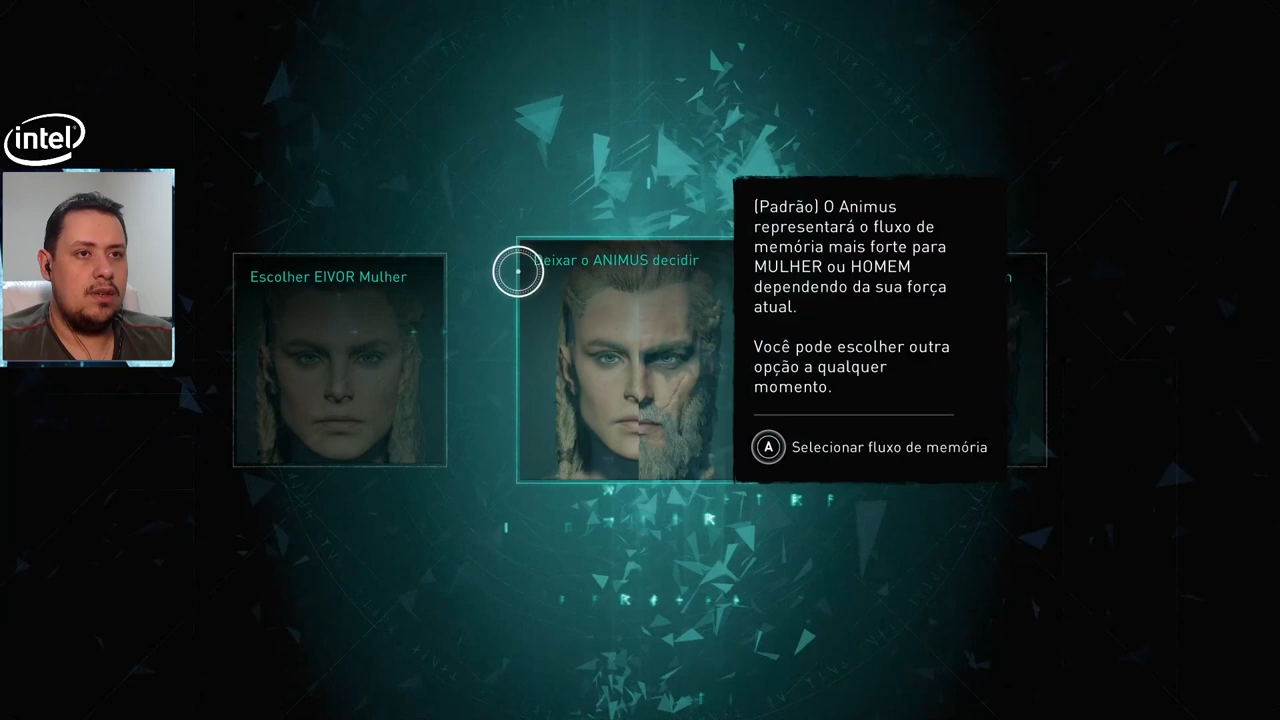 intel
Escolher EIVOR Mulher
Deixar o ANIMUS decidir
(Padrão) O Animus
representará o fluxo de
memória mais forte para
MULHER ou HOMEM
dependendo da sua força
atual.
Você pode escolher outra
opção a qualquer
momento.
A Selecionar fluxo de memória